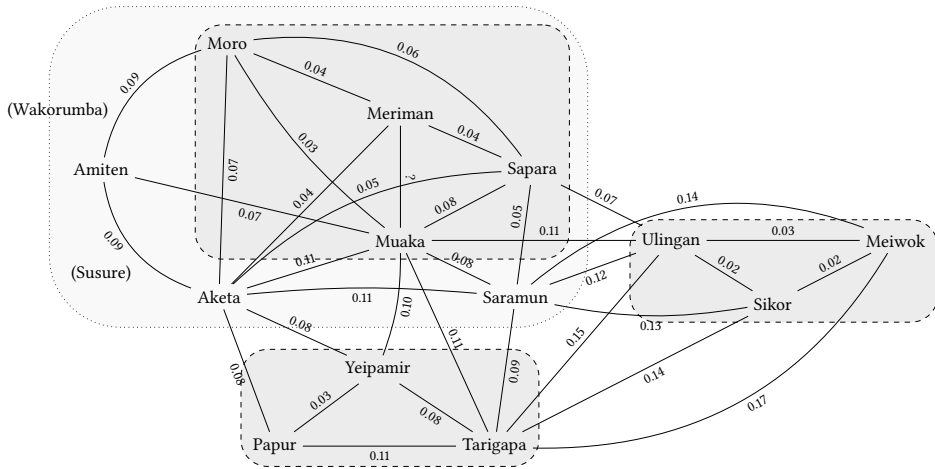 Moro
0.06
0.04
0.09
(Wakorumba)
Meriman
0.03
0.04
Amiten
0.07
Sapara
0.05
?
0.04
0.07
0.14
0.08
0.05
0.07
0.09
Muaka
0.11
Ulingan
0.03
Meiwok
(Susure)
0.11
0.08
0.12
0.02
0.02
Aketa
0.11
0.10
Saramun
Sikor
0.08
0.13
0.11
0.15
0.08
Yeipamir
0.09
0.14
0.03
0.08
0.17
Papur
0.11
Tarigapa